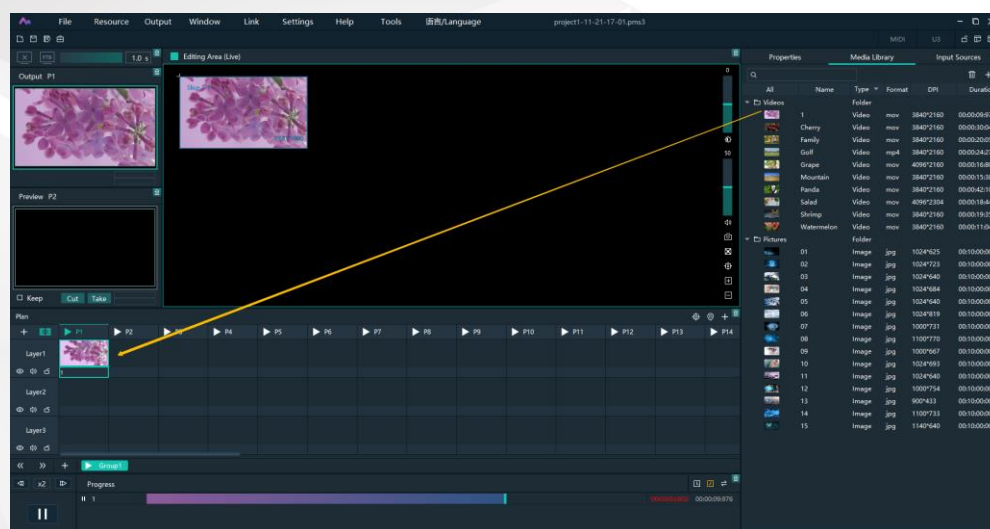 File Resource Output Window Link Settings Help Tools 语言/Language project1-11-21-17-01.pms3
MIDI U3
1.0 s Editing Area (Live) Properties Media Library Input Sources
Output P1
All Name Type Format DPI Duratio
Videos Folder
1 Video mov 3840*2160
Cherry Video mov 3840*2160
Family Video mov 3840*2160
Golf Video mp4 3840*2160
Grape Video mov 4096*2160
Mountain Video mov 3840*2160
Panda Video mov 3840*2160
Salad Video mov 4096*2304
Shrimp Video mov 3840*2160
Watermelon Video mov 3840*2160
Pictures Folder
01 Image jpg 1024*625
02 Image jpg 1024*723
03 Image jpg 1024*640
04 Image jpg 1024*684
05 Image jpg 1024*640
06 Image jpg 1024*819
07 Image jpg 1000*731
08 Image jpg 1100*770
09 Image jpg 1000*667
10 Image jpg 1024*693
11 Image jpg 1024*640
12 Image jpg 1000*754
13 Image jpg 900*433
14 Image jpg 1100*733
15 Image jpg 1140*640
0
50
Preview P2
Keep Cut Take
Plan
P1 P2 P4 P5 P6 P7 P8 P9 P10 P11 P12 P13 P14
Layer1
1
Layer2
Layer3
Group1
x2 Progress
1 00:00:09:976